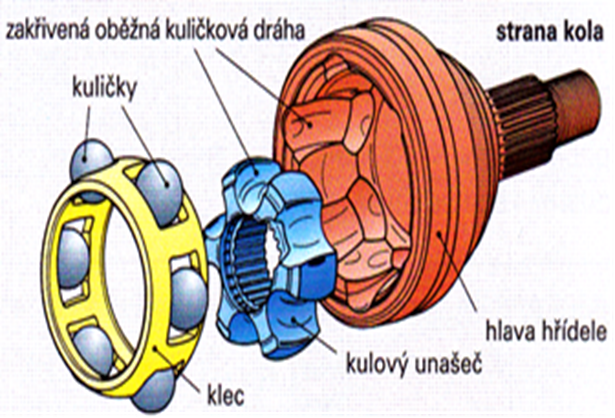 zakřivená oběžná kuličková dráha
strana kola
kuličky
hlava hřídele
kulový unašeč
klec